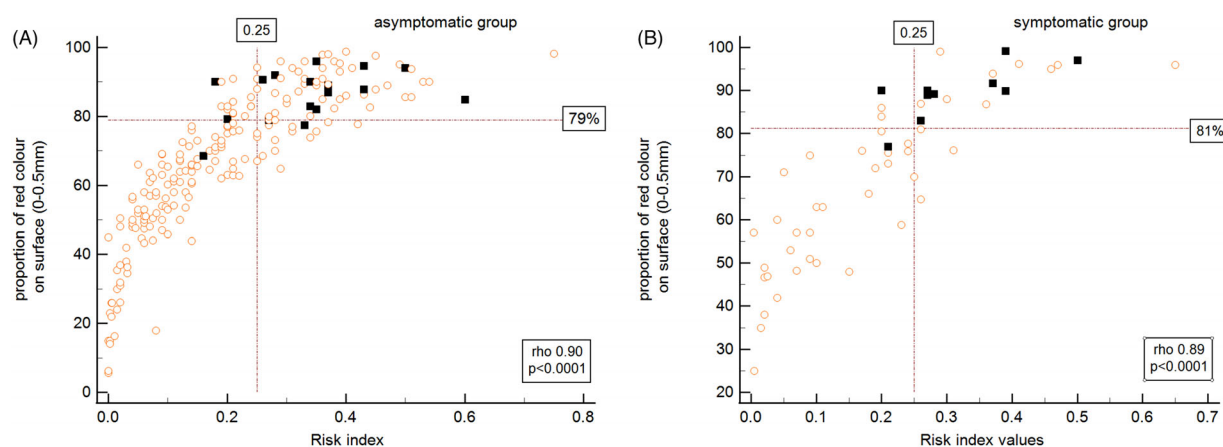 (A)
asymptomatic group
0.25
100
80
60
40
20
0
proportion of red colour
on surface (0-0.5mm)
79%
rho 0.90
p<0.0001
0.0
0.2
0.4
0.6
0.8
Risk index
(B)
symptomatic group
0.25
100
90
80
70
60
50
40
30
20
proportion of red colour
on surface (0-0.5mm)
81%
rho 0.89
p<0.0001
0.0
0.1
0.2
0.3
0.4
0.5
0.6
0.7
Risk index values